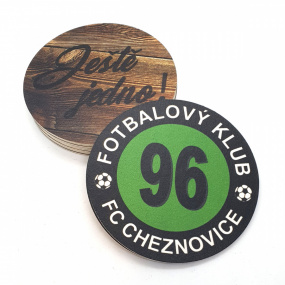 Ještě
jedno!
FOTBALOVÝ KLUB
96
FC CHEZNOVICE